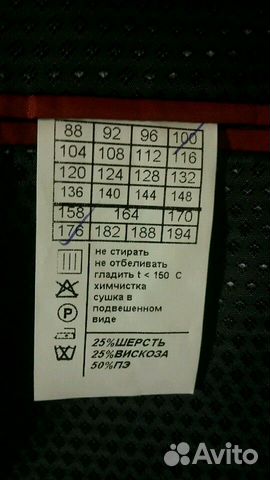 88 92 96 100
104 108 112 116
120 124 128 132
136 140 144 148
158 164 170
176 182 188 194
не стирать
не отбеливать
гладить t < 150 С
химчистка
сушка в
подвешенном
виде
P
25%ШЕРСТЬ
25%ВИСКОЗА
50%ПЭ
Avito